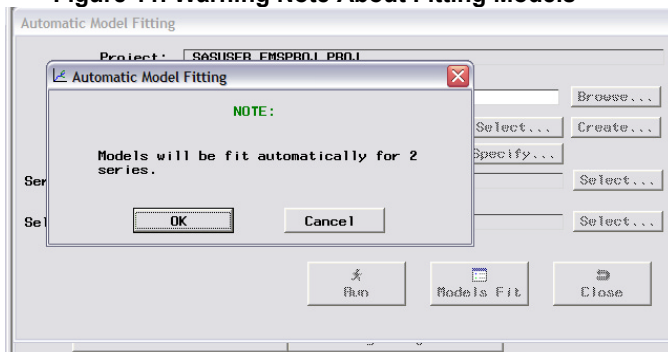 Figure 11: Warning Note About Fitting Models
Automatic Model Fitting
Project: SASUSER.FMSPROJ.PROJ
Automatic Model Fitting
NOTE:
Browse...
Select... Create...
Models will be fit automatically for 2
series.
Specify...
Ser
Select...
OK Cancel
Sel
Select...
Run Models Fit Close